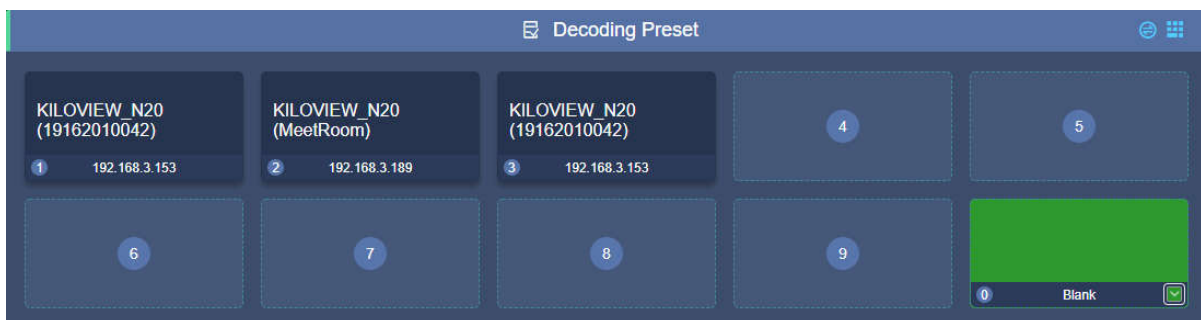 Decoding Preset
KILOVIEW_N20
(19162010042)
1 192.168.3.153
KILOVIEW_N20
(MeetRoom)
2 192.168.3.189
KILOVIEW_N20
(19162010042)
3 192.168.3.153
4
5
6
7
8
9
0 Blank